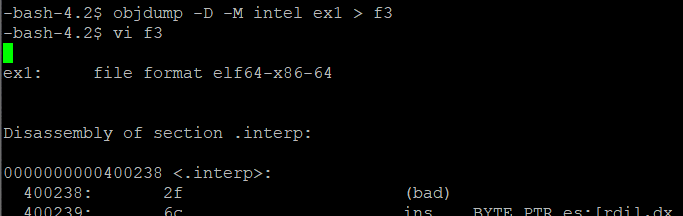 -bash-4.2$ objdump -D -M intel ex1 > f3
-bash-4.2$ vi f3
ex1:     file format elf64-x86-64
Disassembly of section .interp:
0000000000400238 <.interp>:
  400238:       2f                      (bad)
  400239:       6c                      ins    BYTE PTR es:[rdi],dx